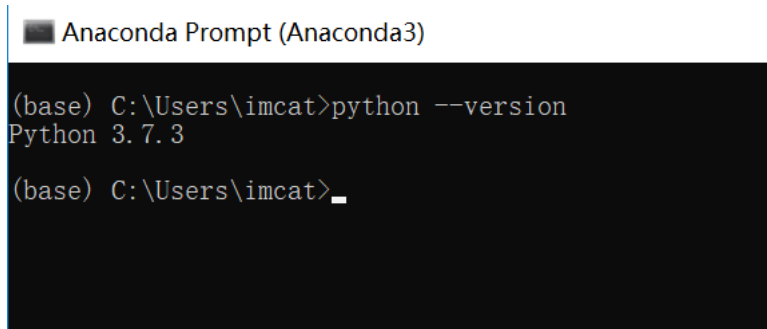 Anaconda Prompt (Anaconda3)
(base) C:\Users\imcat>python --version
Python 3.7.3
(base) C:\Users\imcat>